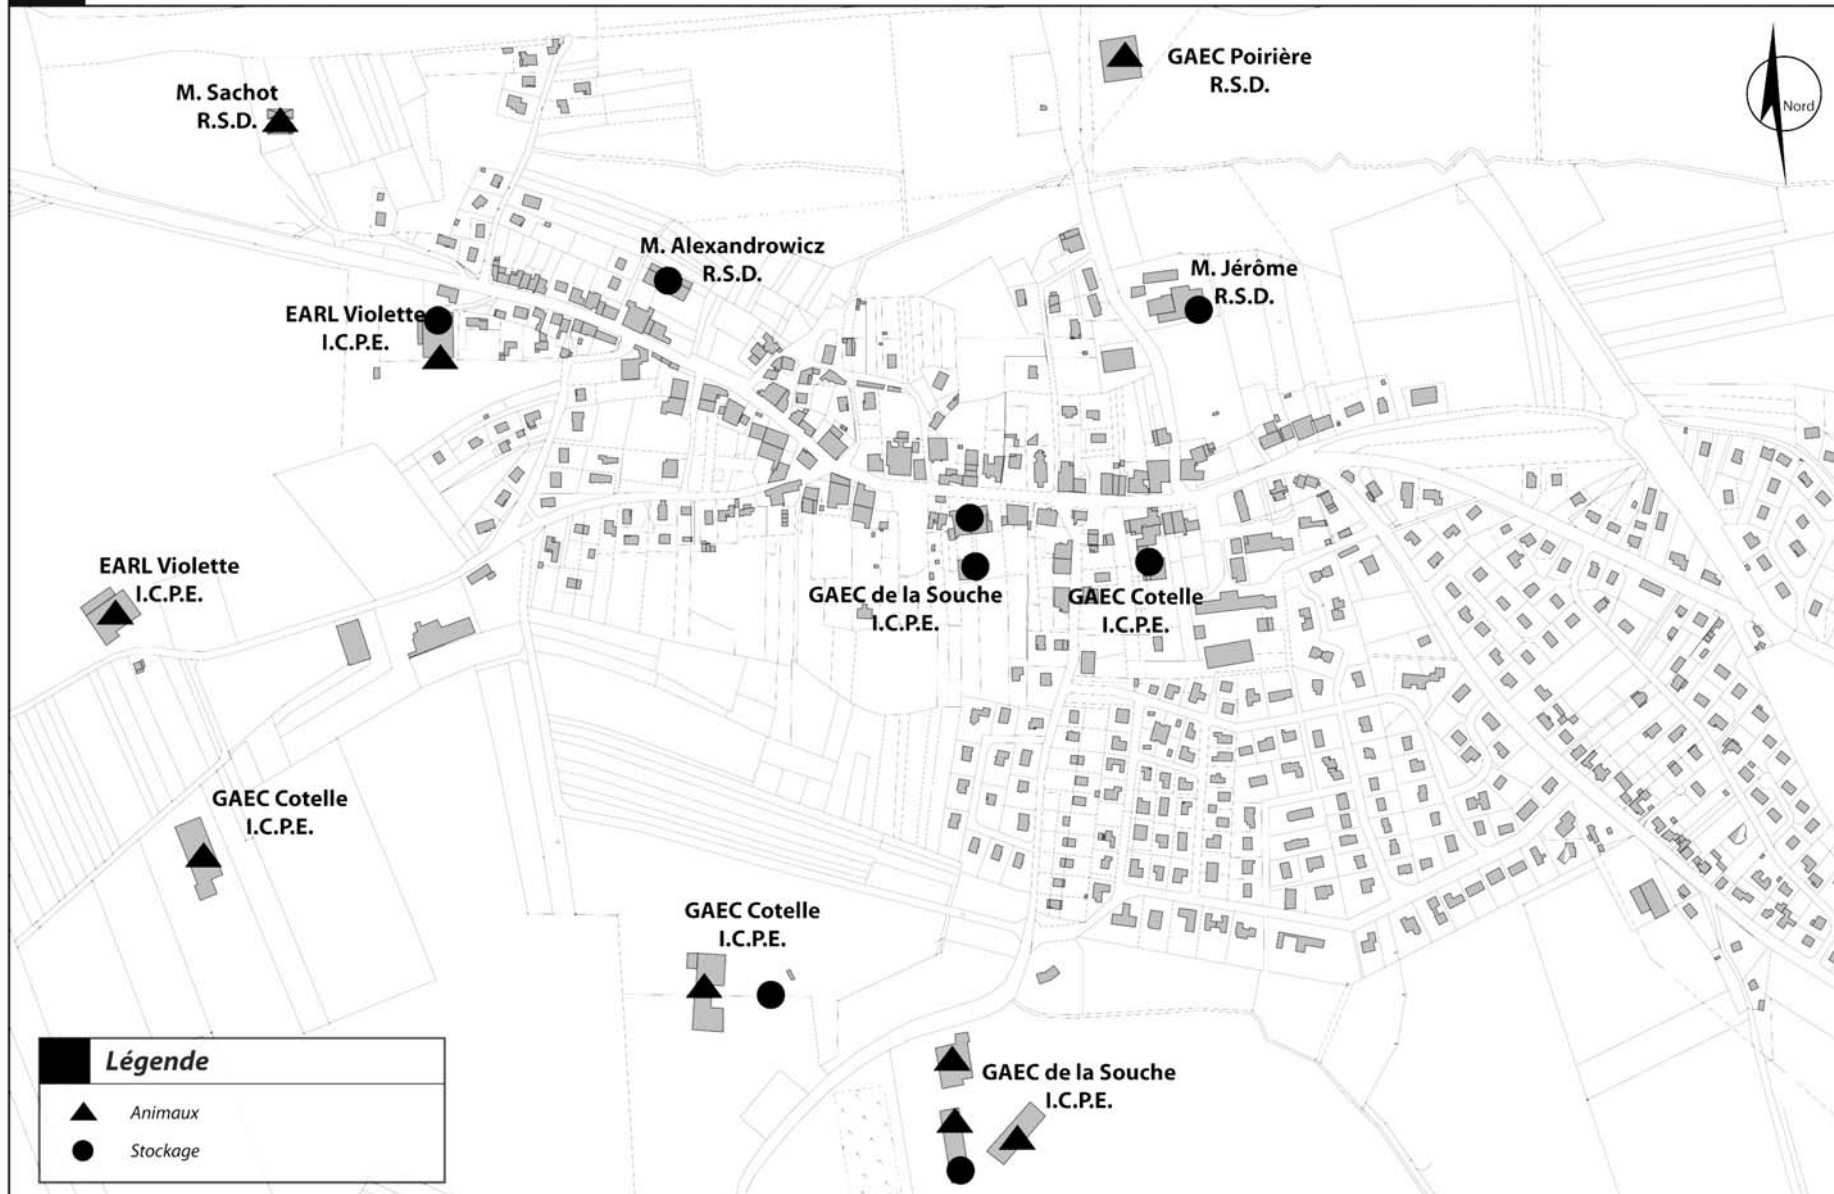 GAEC Poirière
R.S.D.
Nord
M. Sachot
R.S.D.
M. Alexandrowicz
R.S.D.
M. Jérôme
R.S.D.
EARL Violette
I.C.P.E.
EARL Violette
I.C.P.E.
GAEC de la Souche
I.C.P.E.
GAEC Cotelle
I.C.P.E.
GAEC Cotelle
I.C.P.E.
GAEC Cotelle
I.C.P.E.
GAEC de la Souche
I.C.P.E.
Légende
Animaux
Stockage